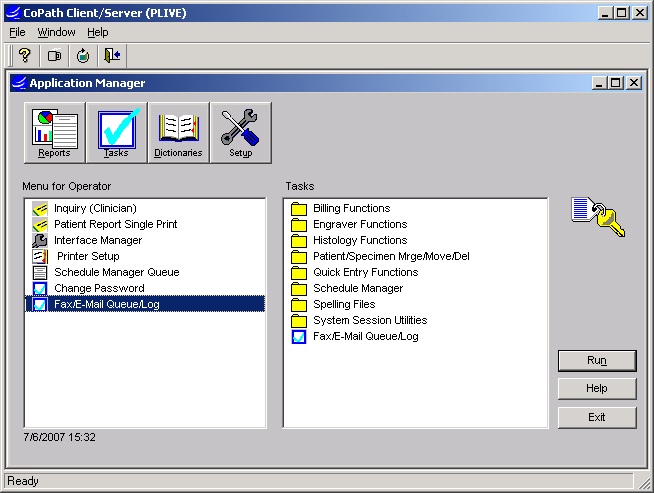 CoPath Client/Server (PLIVE)
File Window Help
Application Manager
Reports Tasks Dictionaries Setup
Menu for Operator
Inquiry (Clinician)
Patient Report Single Print
Interface Manager
Printer Setup
Schedule Manager Queue
Change Password
Fax/E-Mail Queue/Log
Tasks
Billing Functions
Engraver Functions
Histology Functions
Patient/Specimen Mrge/Move/Del
Quick Entry Functions
Schedule Manager
Spelling Files
System Session Utilities
Fax/E-Mail Queue/Log
Run
Help
Exit
7/6/2007 15:32
Ready